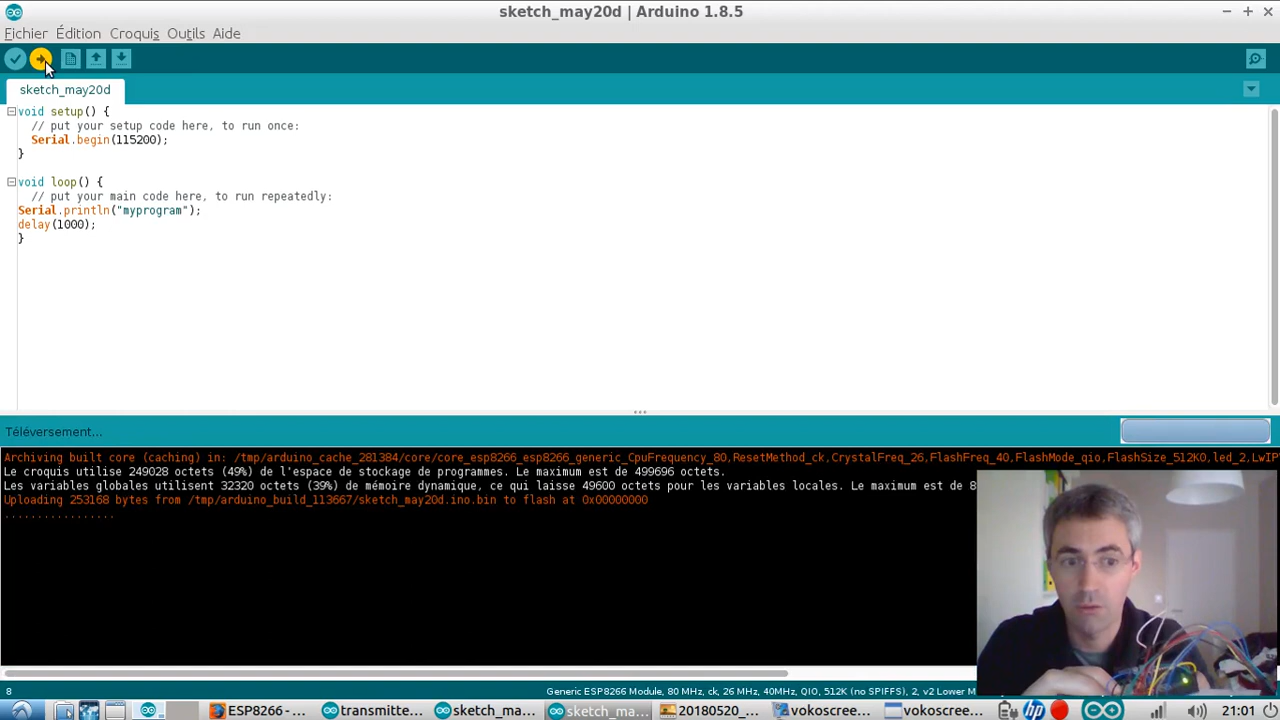 sketch_may20d | Arduino 1.8.5
Fichier Édition Croquis Outils Aide
sketch_may20d
void setup() {
// put your setup code here, to run once:
Serial.begin(115200);
}
void loop() {
// put your main code here, to run repeatedly:
Serial.println("myprogram");
delay(1000);
}
Téléversement...
Archiving built core (caching) in: /tmp/arduino_cache_281384/core/core_esp8266_esp8266_generic_CpuFrequency_80,ResetMethod_ck,CrystalFreq_26,FlashFreq_40,FlashMode_qio,FlashSize_512K0,led_2,LwIP
Le croquis utilise 249028 octets (49%) de l'espace de stockage de programmes. Le maximum est de 499696 octets.
Les variables globales utilisent 32320 octets (39%) de mémoire dynamique, ce qui laisse 49600 octets pour les variables locales. Le maximum est de 8
Uploading 253168 bytes from /tmp/arduino_build_113667/sketch_may20d.ino.bin to flash at 0x00000000
.................
8 Generic ESP8266 Module, 80 MHz, ck, 26 MHz, 40MHz, QIO, 512K (no SPIFFS), 2, v2 Lower M
ESP8266 -... transmitte... sketch_ma... sketch_ma... 20180520_... vokoscree... vokoscree... hp 21:01